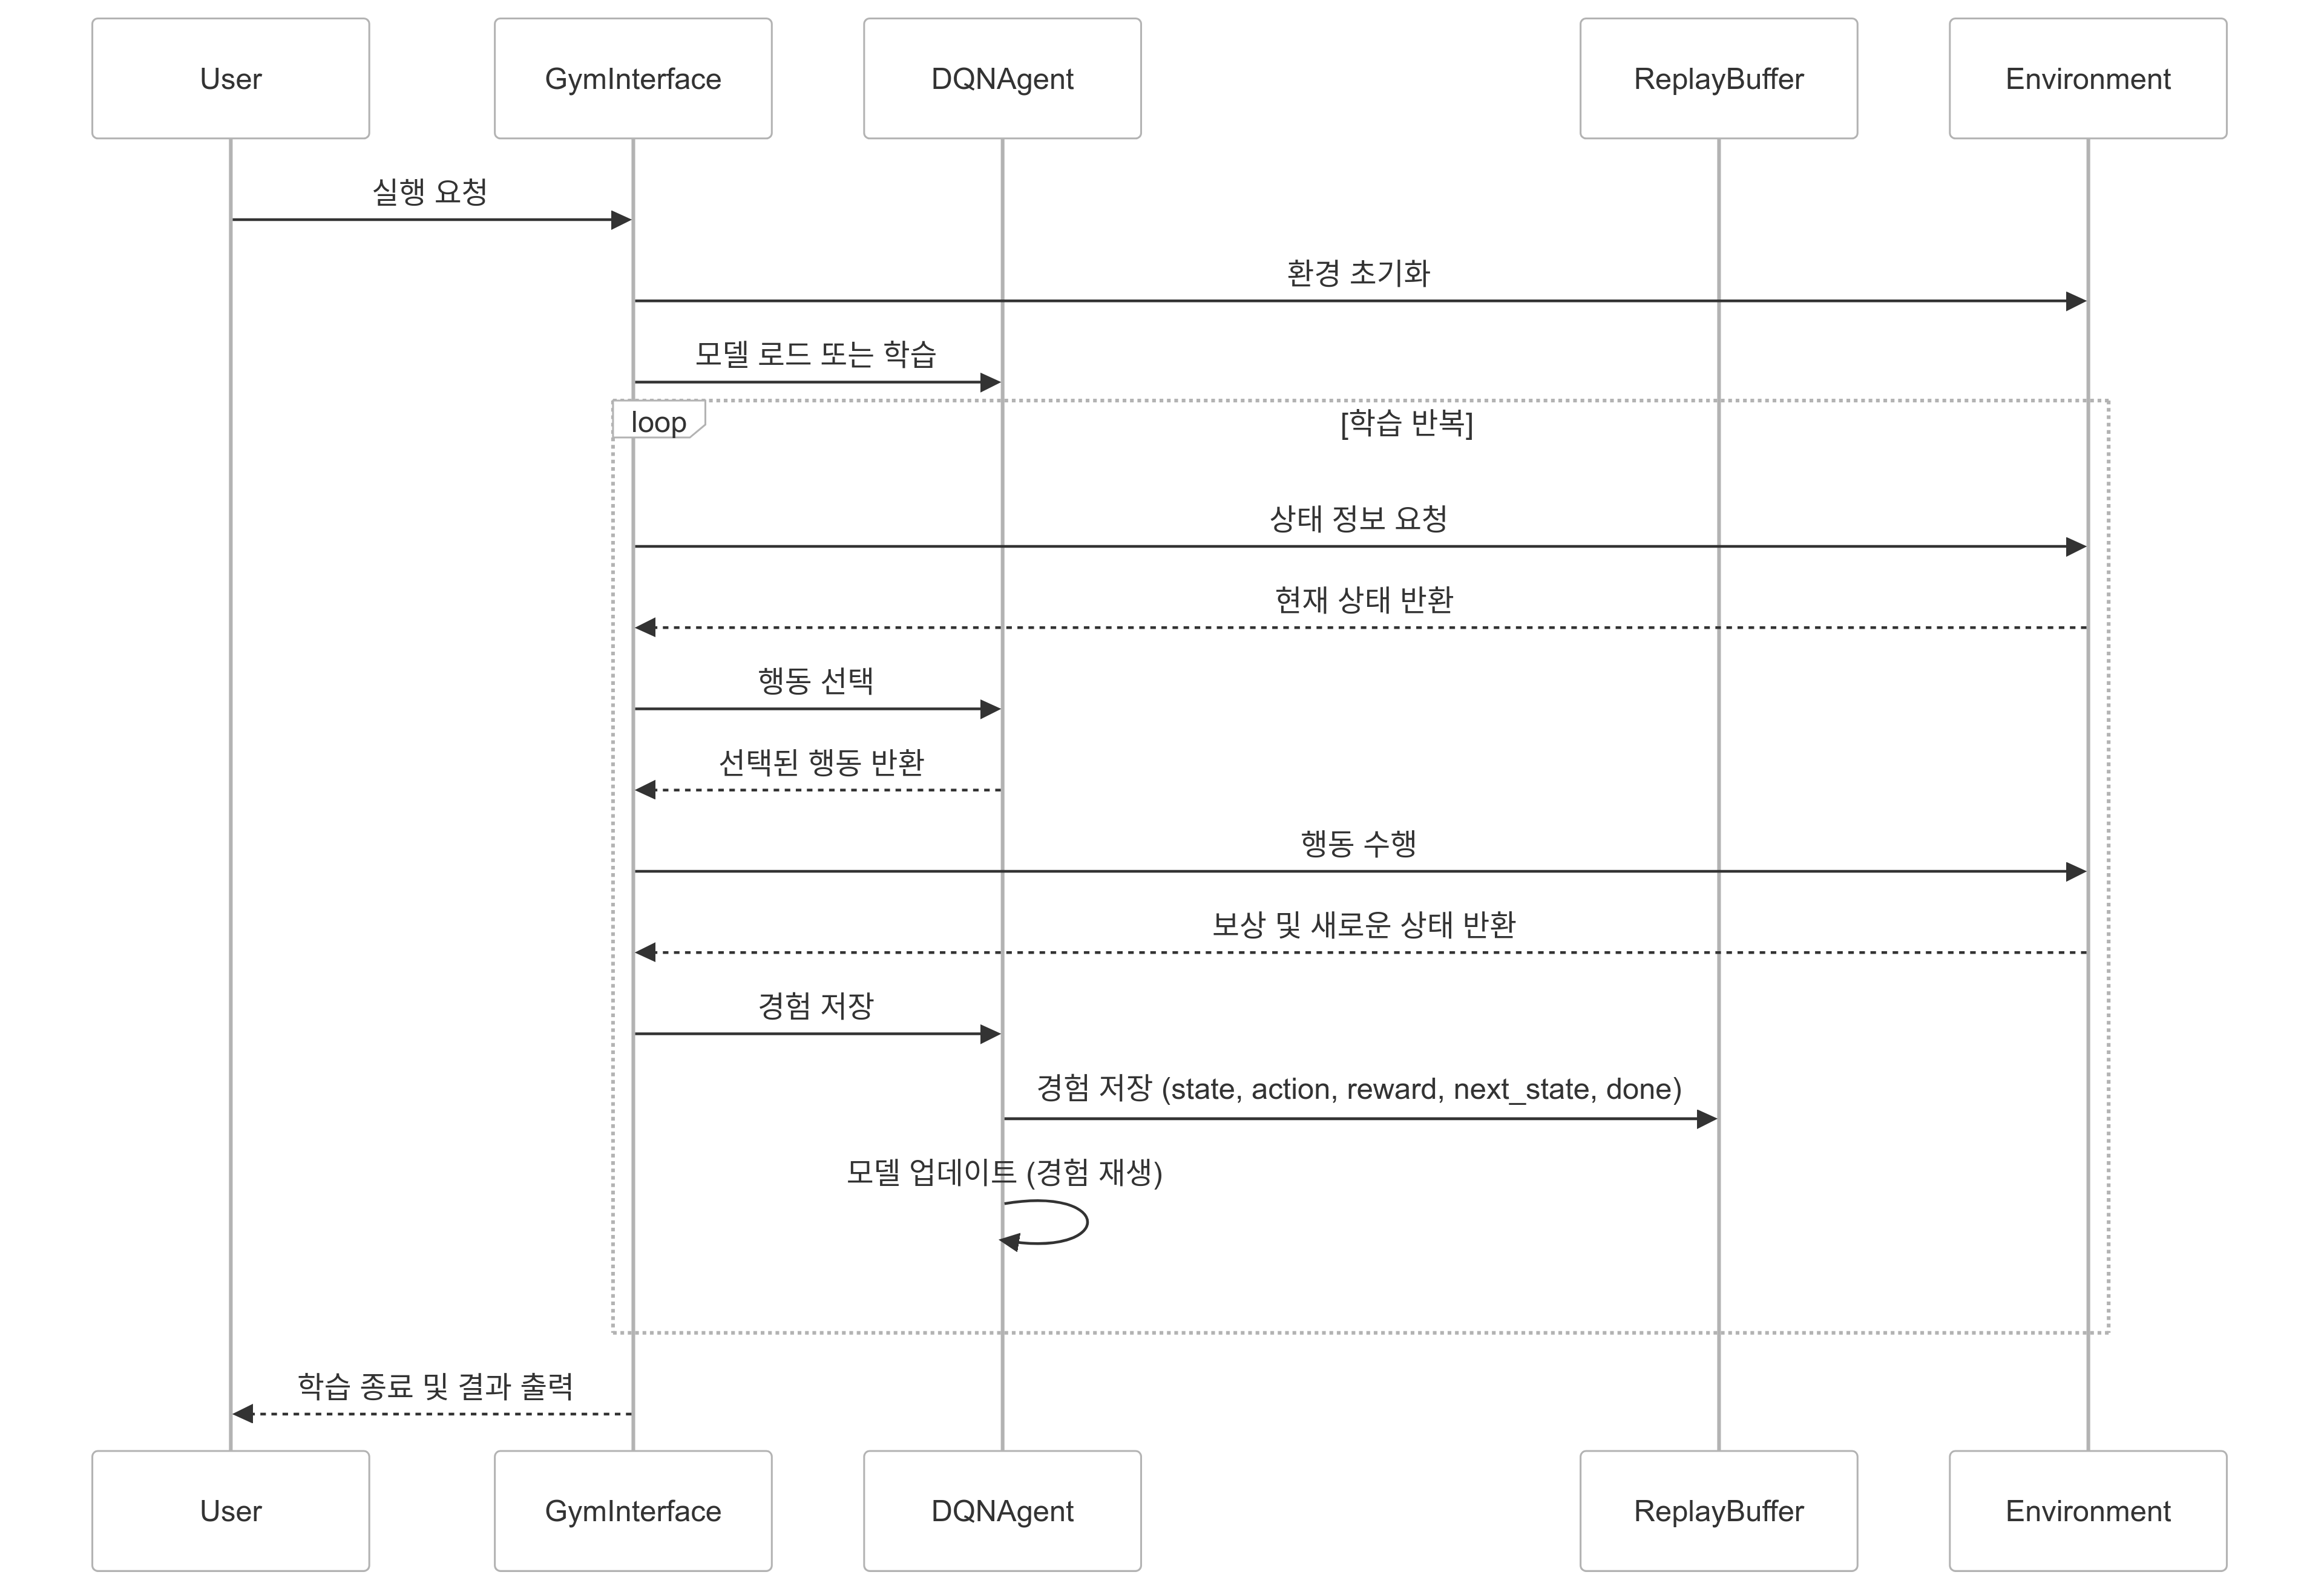 User
GymInterface
DQNAgent
ReplayBuffer
Environment
실행 요청
환경 초기화
모델 로드 또는 학습
loop
[학습 반복]
상태 정보 요청
현재 상태 반환
행동 선택
선택된 행동 반환
행동 수행
보상 및 새로운 상태 반환
경험 저장
경험 저장 (state, action, reward, next_state, done)
모델 업데이트 (경험 재생)
학습 종료 및 결과 출력
User
GymInterface
DQNAgent
ReplayBuffer
Environment